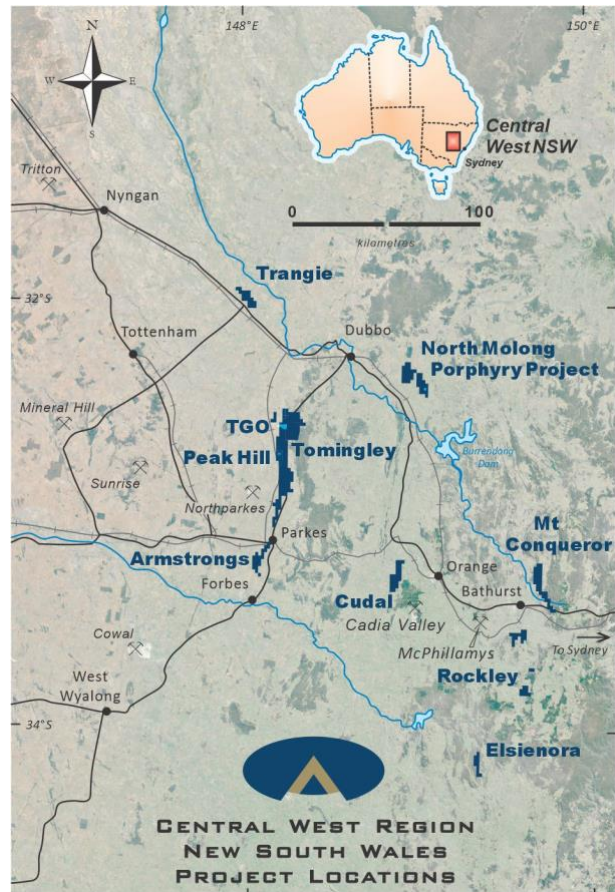 148°E
150°E
N
W
E
S
Central
West NSW
Sydney
0
100
kilometres
Tritton
Nyngan
Trangie
32°S
Tottenham
Dubbo
North Molong
Porphyry Project
Mineral Hill
TGO
Tomingley
Peak Hill
Burrendong
Dam
Sunrise
Northparkes
Mt
Conqueror
Parkes
Armstrongs
Orange
Forbes
Bathurst
Cudal
Cadia Valley
Cowal
McPhillamys
To Sydney
West
Wyalong
Rockley
34°S
Elsienora
CENTRAL WEST REGION
NEW SOUTH WALES
PROJECT LOCATIONS